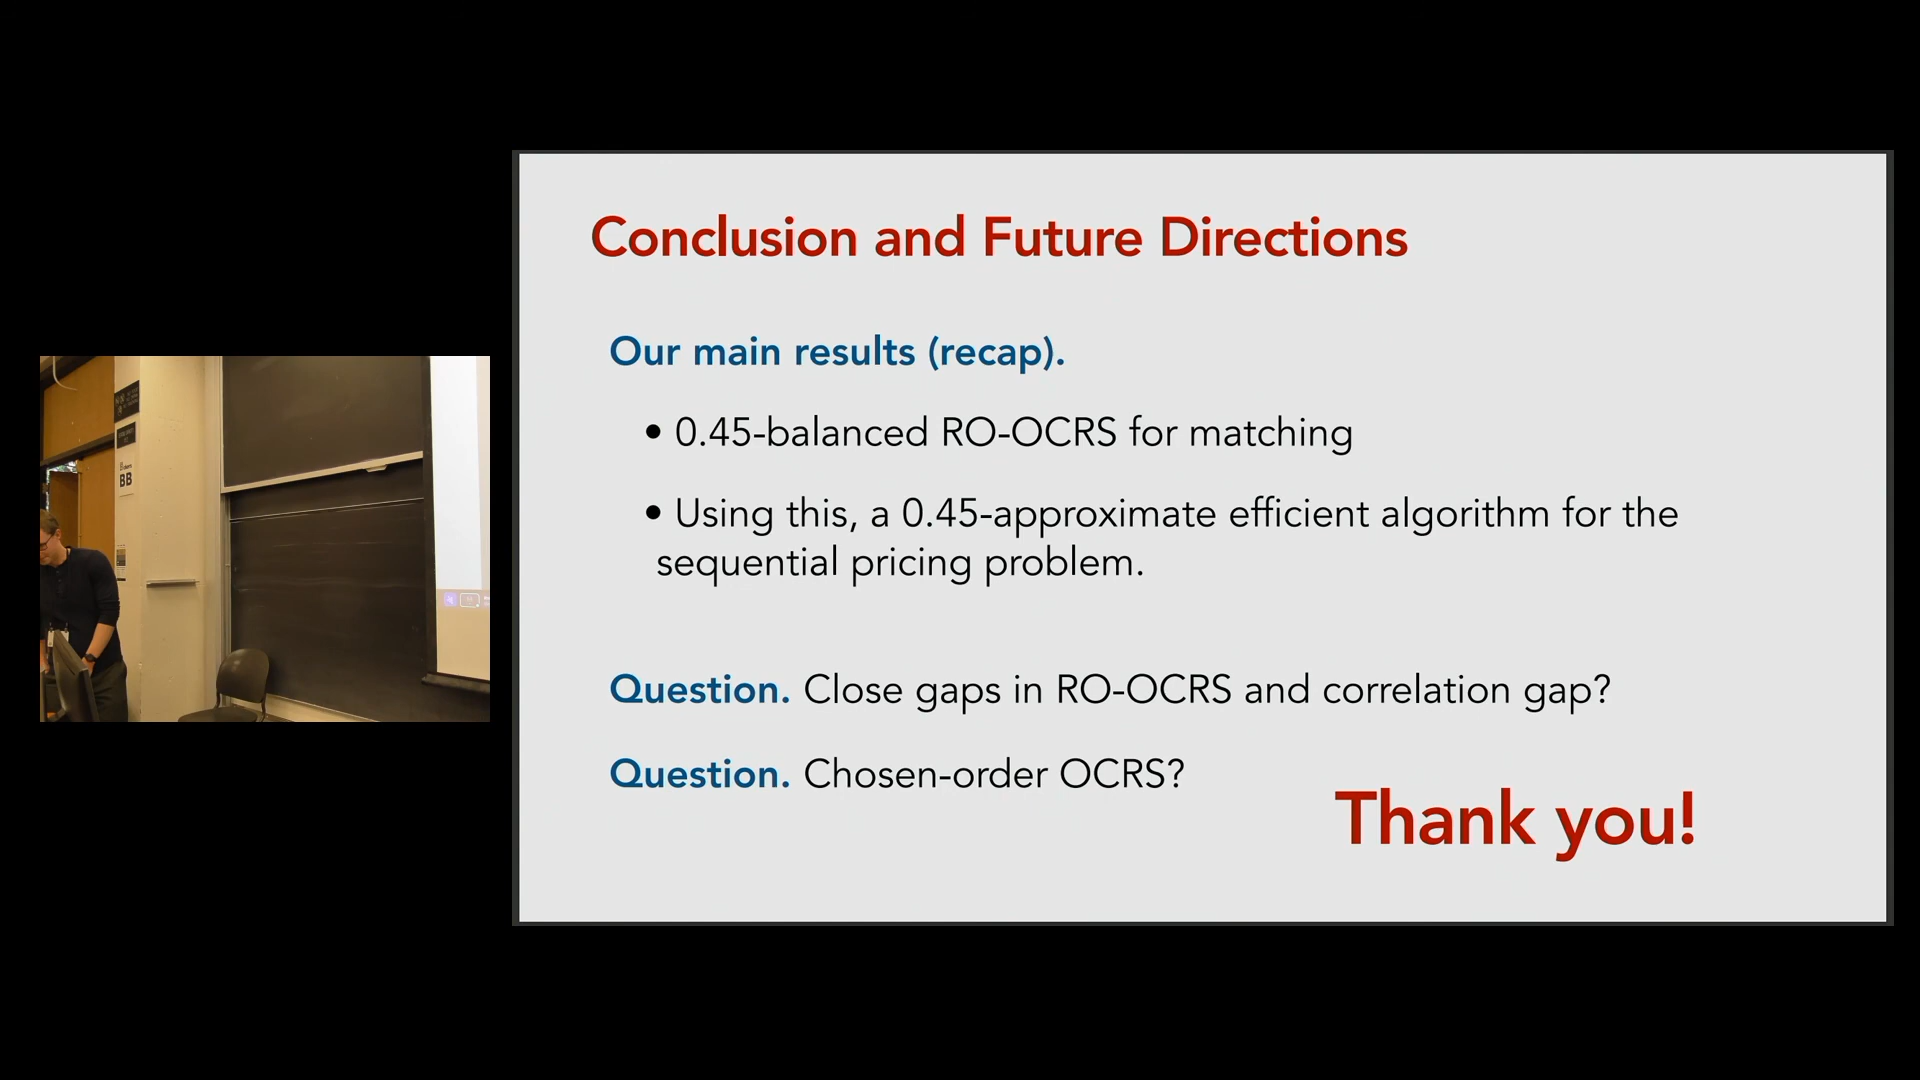 Conclusion and Future Directions
Our main results (recap).
• 0.45-balanced RO-OCRS for matching
• Using this, a 0.45-approximate efficient algorithm for the
sequential pricing problem.
Question. Close gaps in RO-OCRS and correlation gap?
Question. Chosen-order OCRS?
Thank you!
BB